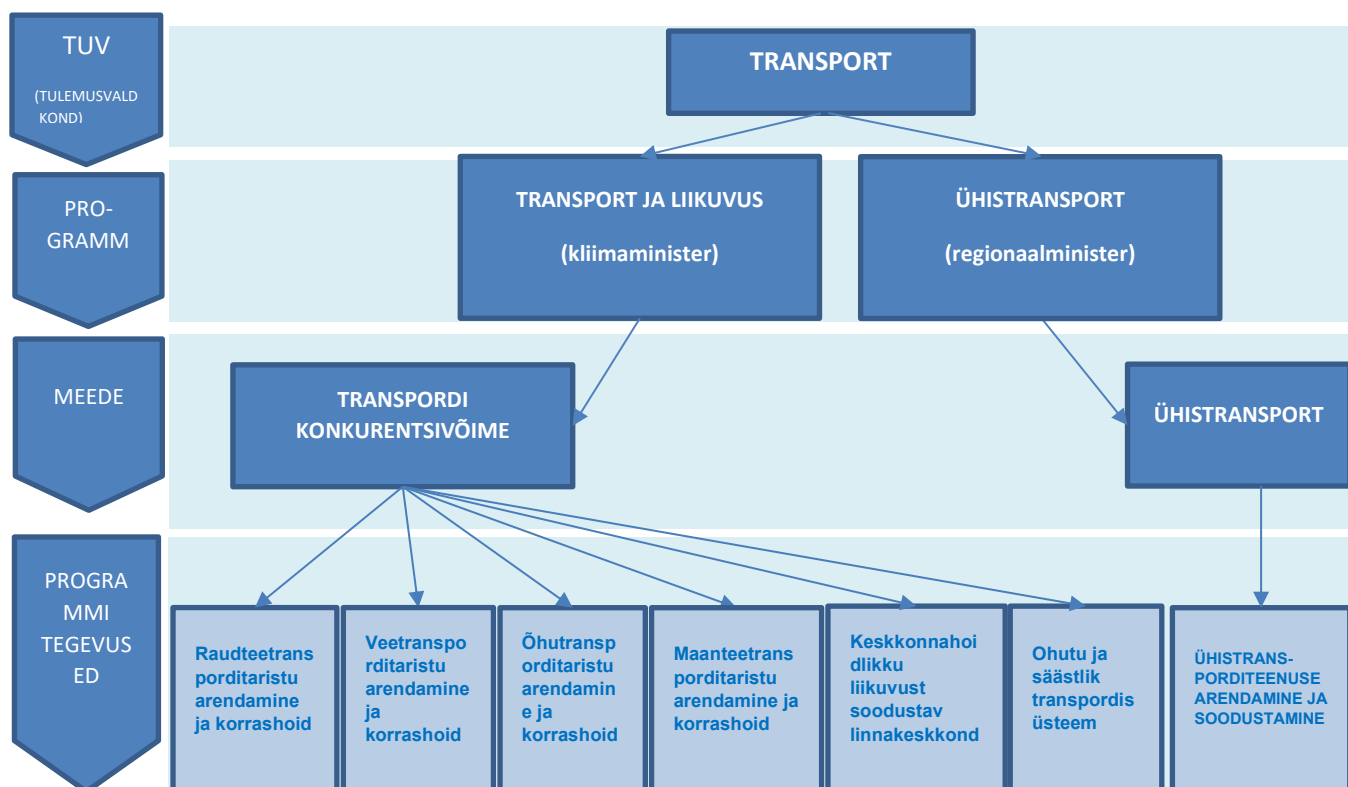 TUV
(TULEMUSVALD
KOND)
TRANSPORT
PRO-
GRAMM
TRANSPORT JA LIIKUVUS
(kliimaminister)
ÜHISTRANSPORT
(regionaalminister)
MEEDE
TRANSPORDI
KONKURENTSIVÕIME
ÜHISTRANSPORT
PROGRA
MMI
TEGEVUS
ED
Raudteetrans
porditaristu
arendamine
ja korrashoid
Veetranspo
rditaristu
arendamine
ja
korrashoid
Õhutransp
orditaristu
arendamin
e ja
korrashoid
Maanteetrans
porditaristu
arendamine ja
korrashoid
Keskkonnahoi
dlikku
liikuvust
soodustav
linnakeskkond
Ohutu ja
säästlik
transpordis
üsteem
ÜHISTRANS-
PORDITEENUSE
ARENDAMINE JA
SOODUSTAMINE